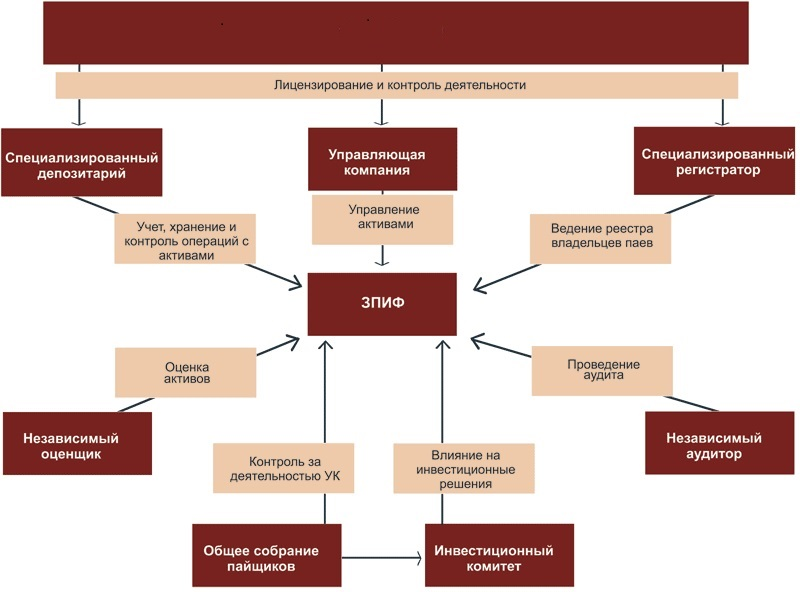 Лицензирование и контроль деятельности
Специализированный
депозитарий
Управляющая
компания
Специализированный
регистратор
Учет, хранение и
контроль операций с
активами
Управление
активами
Ведение реестра
владельцев паев
ЗПИФ
Оценка
активов
Проведение
аудита
Независимый
оценщик
Независимый
аудитор
Контроль за
деятельностью УК
Влияние на
инвестиционные
решения
Общее собрание
пайщиков
Инвестиционный
комитет